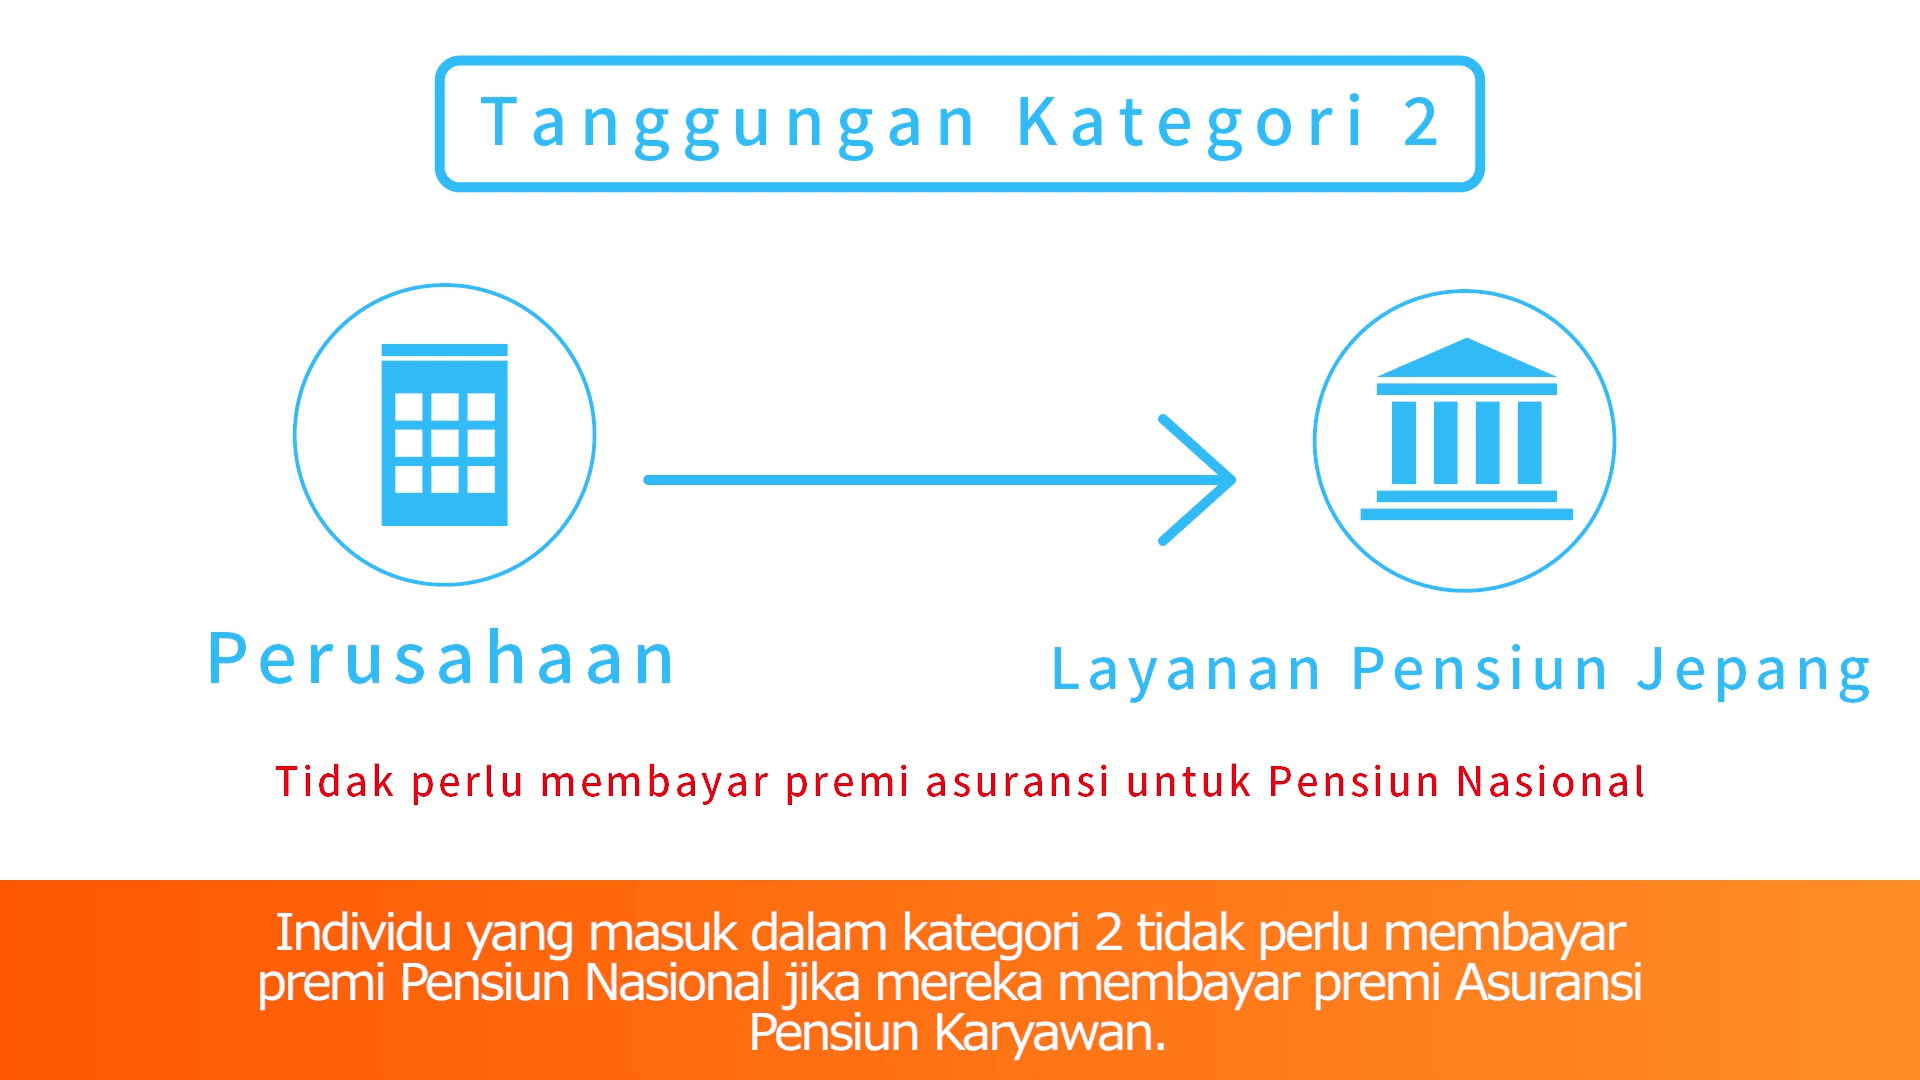 Tanggungan Kategori 2
Perusahaan
Layanan Pensiun Jepang
Tidak perlu membayar premi asuransi untuk Pensiun Nasional
Individu yang masuk dalam kategori 2 tidak perlu membayar
premi Pensiun Nasional jika mereka membayar premi Asuransi
Pensiun Karyawan.